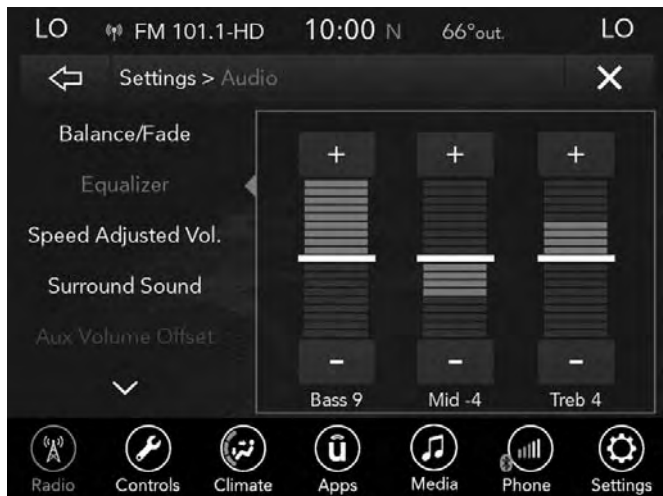 LO FM 101.1-HD 10:00 N 66°out. LO
Settings > Audio
Balance/Fade
Equalizer
Speed Adjusted Vol.
Surround Sound
Aux Volume Offset
+ + +
- - -
Bass 9 Mid -4 Treb 4
Radio Controls Climate ū Apps Media Phone Settings